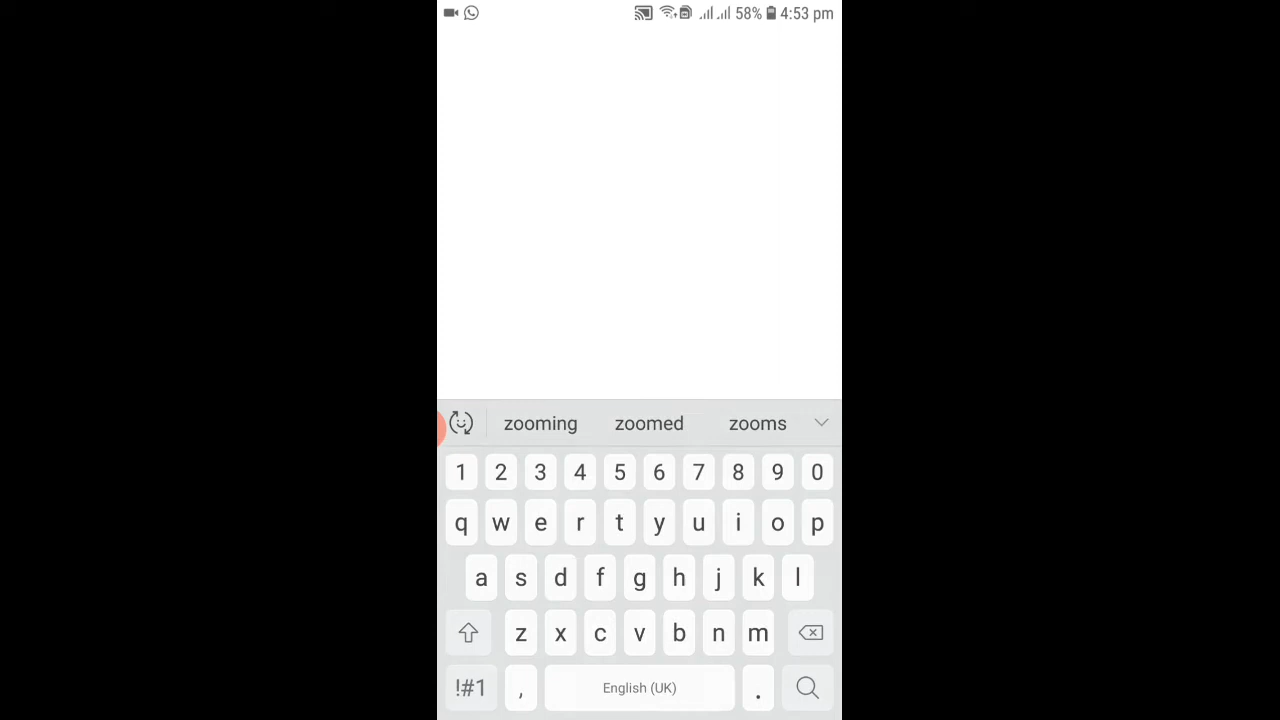 58% 4:53 pm
zooming zoomed zooms
1 2 3 4 5 6 7 8 9 0
q w e r t y u i o p
a s d f g h j k l
z x c v b n m
!#1 , English (UK) .